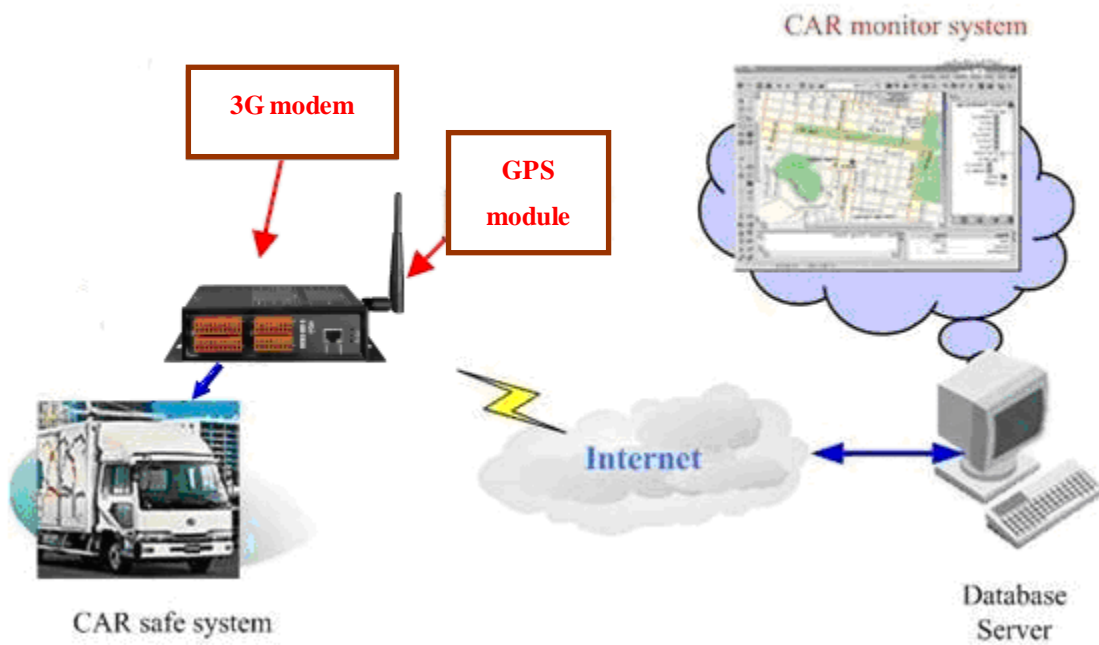 CAR monitor system
3G modem
GPS
module
Internet
CAR safe system
Database
Server